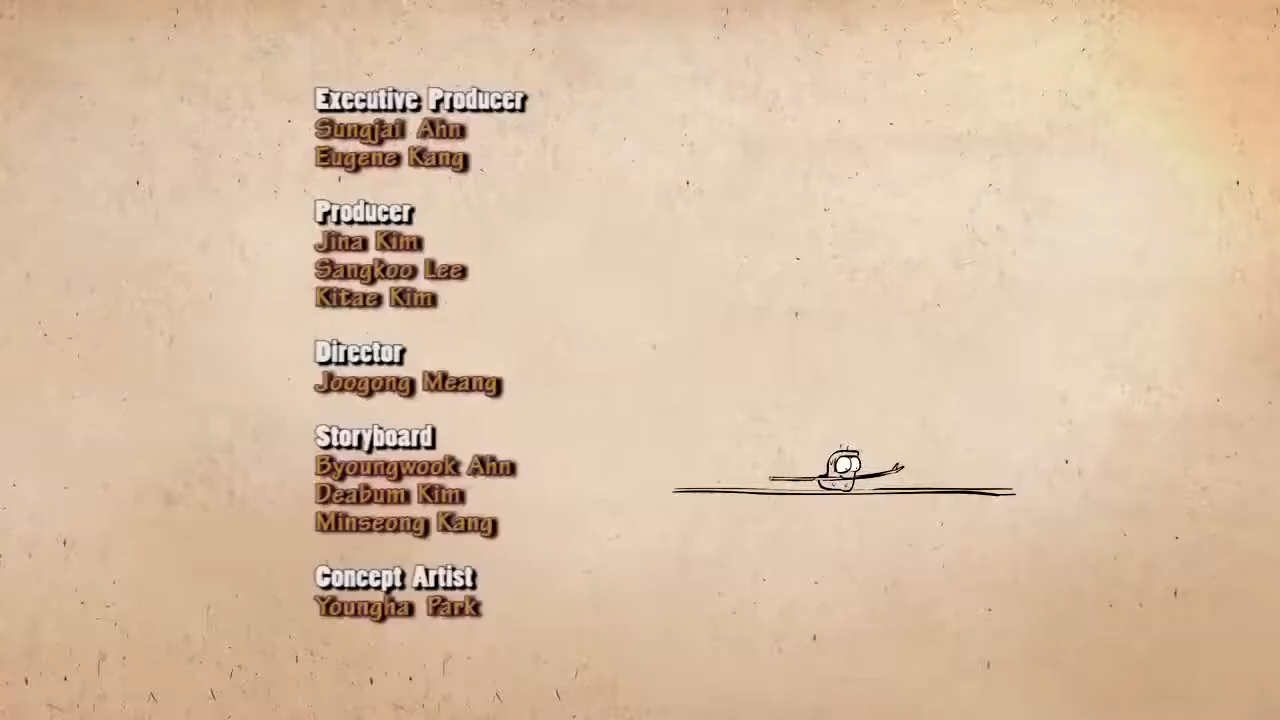 Executive Producer
Sungjai Ahn
Eugene Kang
Producer
Jina Kim
Sangkoo Lee
Kitae Kim
Director
Joogong Meang
Storyboard
Byoungwook Ahn
Deabum Kim
Minseong Kang
Concept Artist
Youngha Park